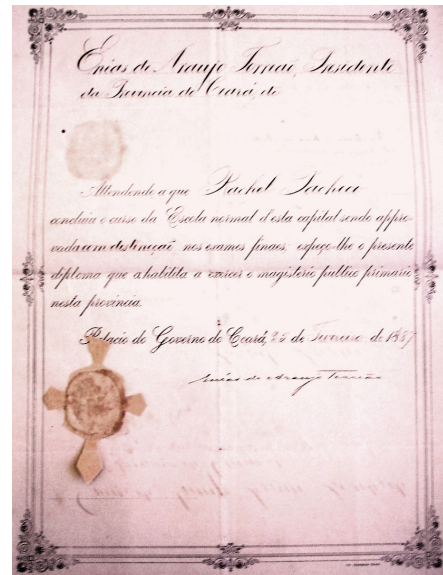 Enéas de Araujo Torreão, Presidente
da Provincia do Ceará, etc
Attendendo a que Rachel Pacheco
concluiu o curso da Escola normal d'esta capital sendo appro-
vada com distincção nos exames finaes, expeço-lhe o presente
diploma que a habilita a exercer o magisterio publico primario
nesta provincia.
Palacio do Governo do Ceará, 25 de Fevereiro de 1887
Enéas de Araujo Torreão